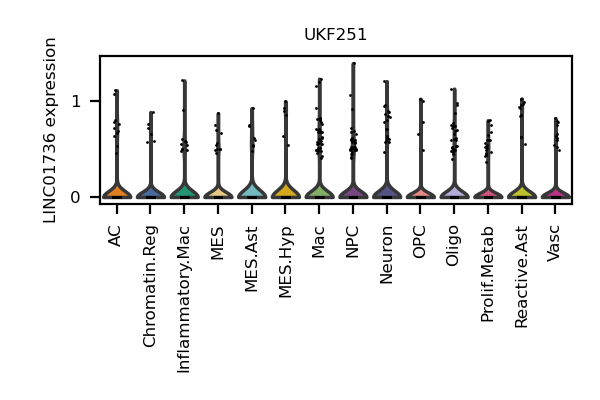 UKF251
LINC01736 expression
1
0
AC
Chromatin.Reg
Inflammatory.Mac
MES
MES.Ast
MES.Hyp
Mac
NPC
Neuron
OPC
Oligo
Prolif.Metab
Reactive.Ast
Vasc